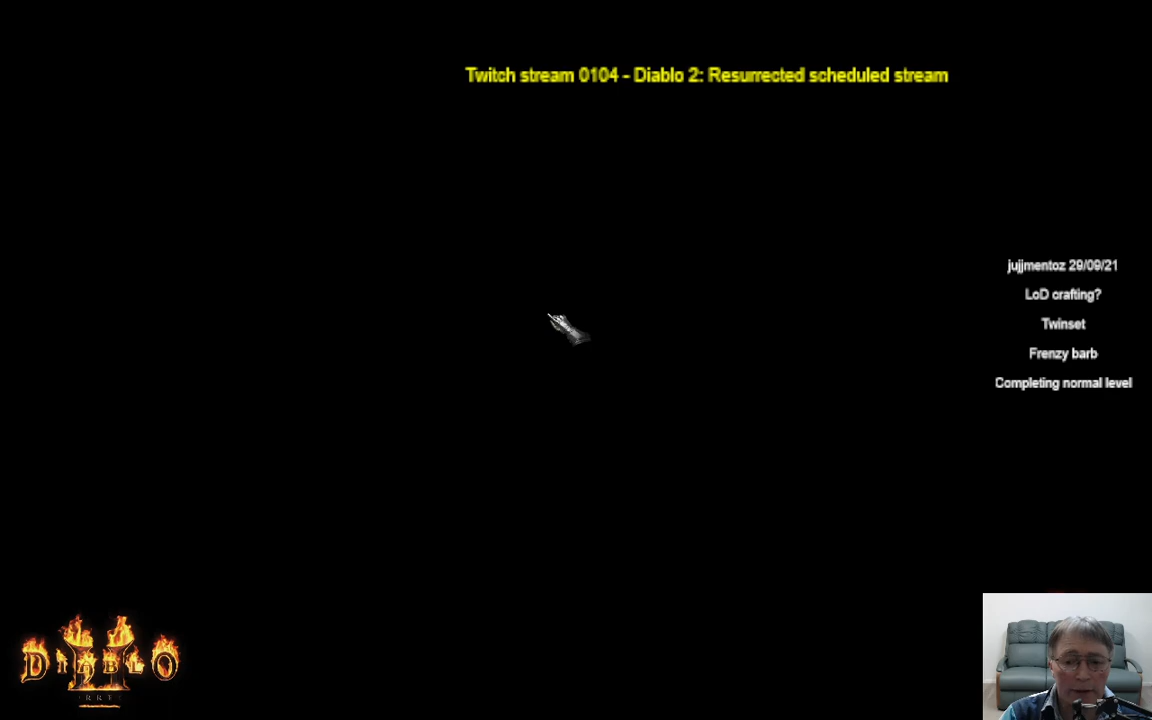 Twitch stream 0104 - Diablo 2: Resurrected scheduled stream
jujjmentoz 29/09/21
LoD crafting?
Twinset
Frenzy barb
Completing normal level
DIABLO II